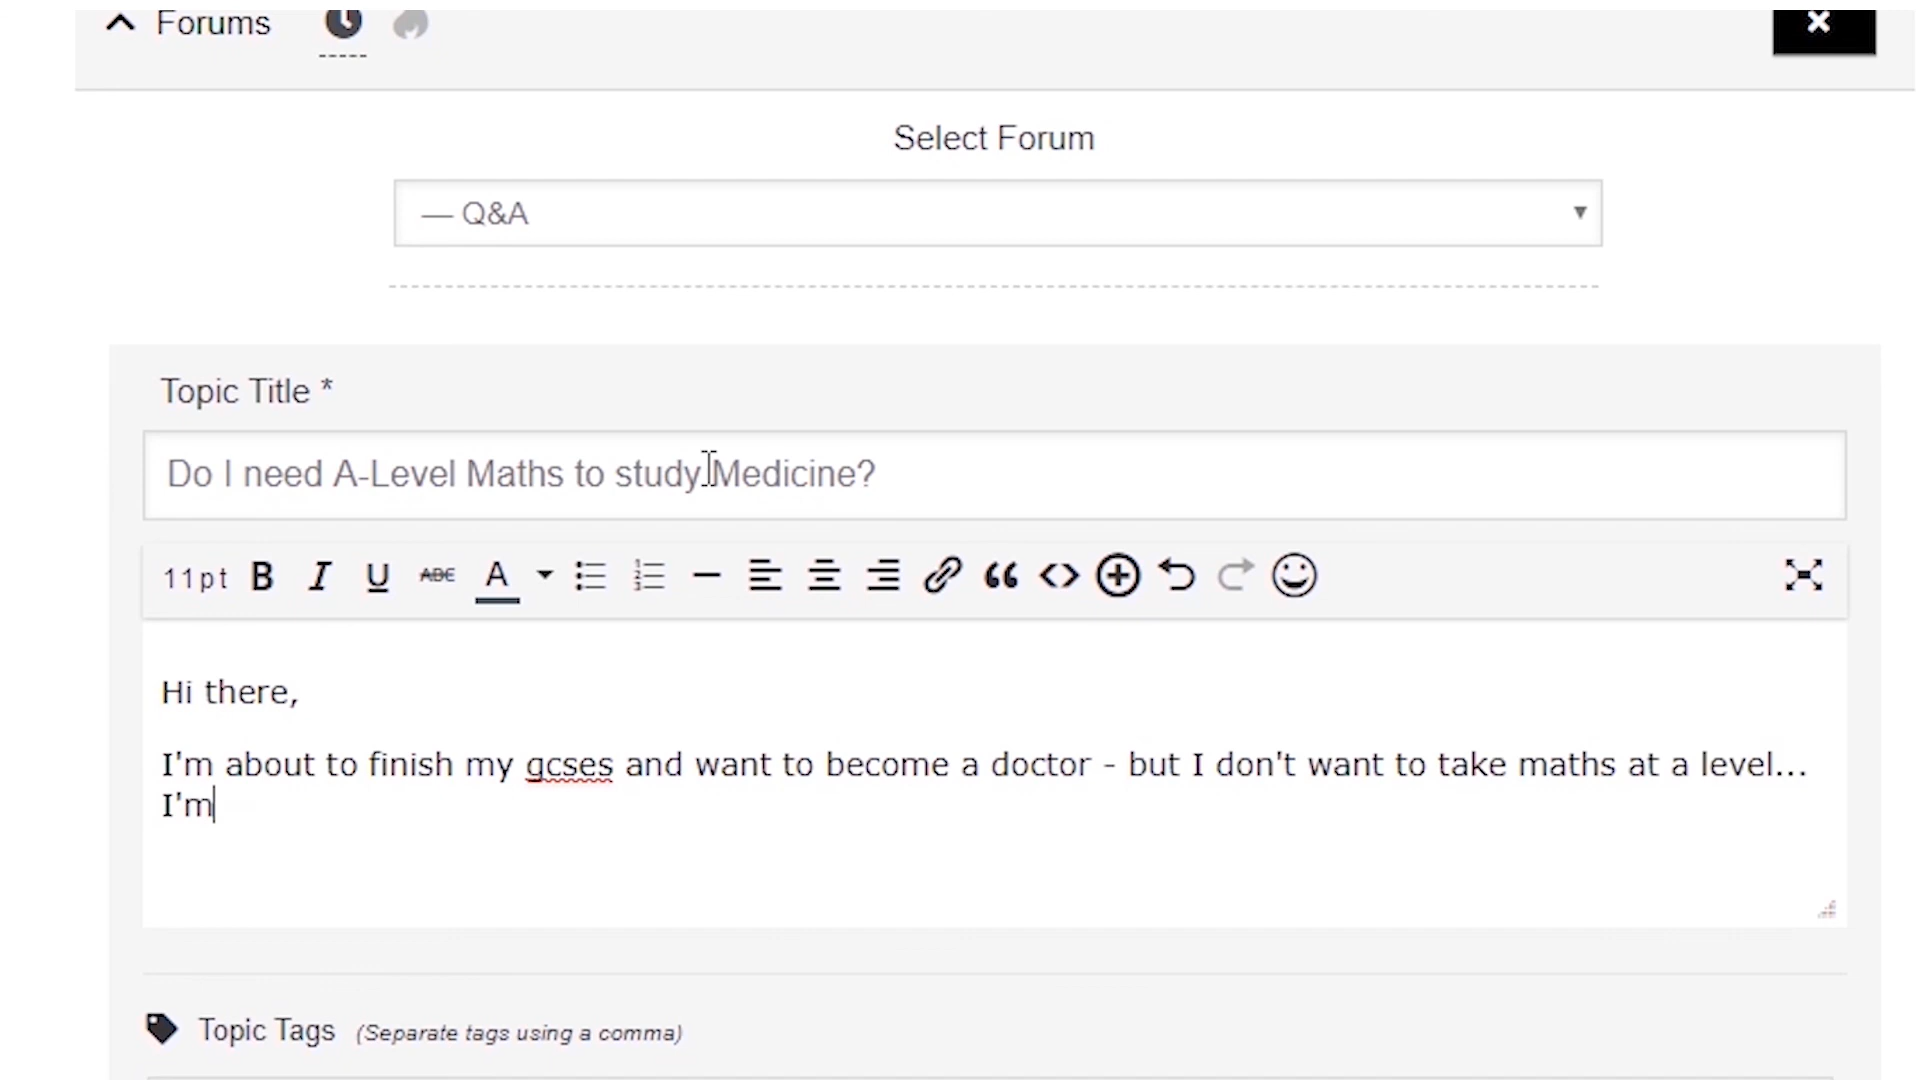 Forums
Select Forum
— Q&A
Topic Title *
Do I need A-Level Maths to study Medicine?
11pt B I U ABC A
Hi there,
I'm about to finish my gcses and want to become a doctor - but I don't want to take maths at a level...
I'm
Topic Tags (Separate tags using a comma)